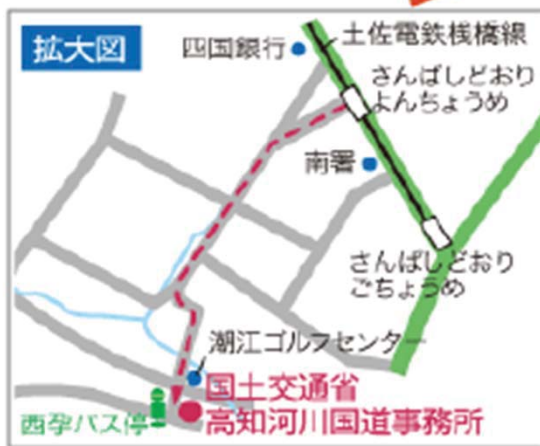 拡大図
四国銀行
土佐電鉄桟橋線
さんばしどおり
よんちょうめ
南署
さんばしどおり
ごちょうめ
潮江ゴルフセンター
国土交通省
高知河川国道事務所
西孕バス停